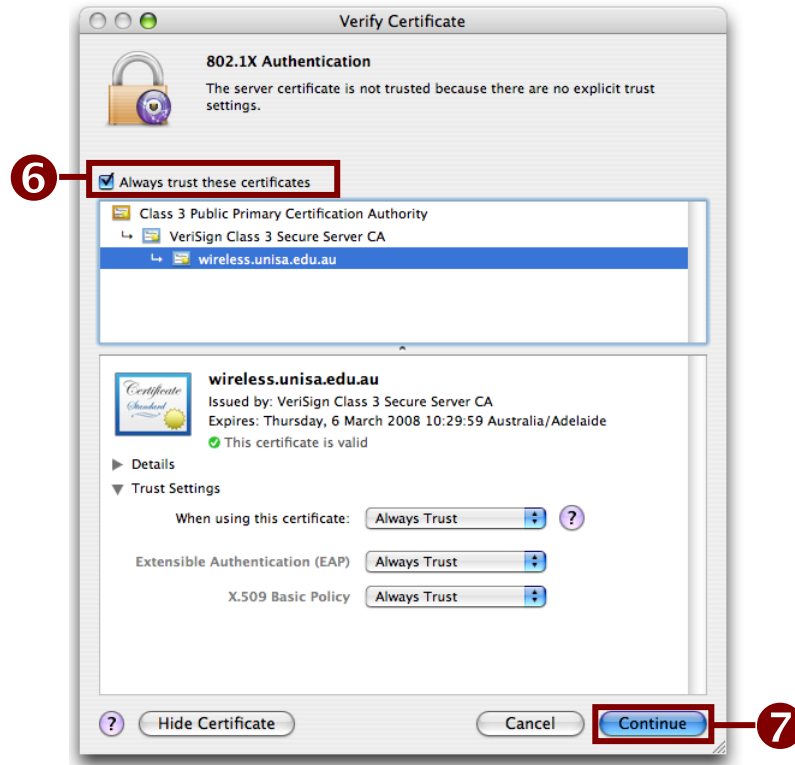 Verify Certificate
802.1X Authentication
The server certificate is not trusted because there are no explicit trust
settings.
6
Always trust these certificates
Class 3 Public Primary Certification Authority
VeriSign Class 3 Secure Server CA
wireless.unisa.edu.au
Certificate
Standard
wireless.unisa.edu.au
Issued by: VeriSign Class 3 Secure Server CA
Expires: Thursday, 6 March 2008 10:29:59 Australia/Adelaide
This certificate is valid
Details
Trust Settings
When using this certificate: Always Trust ?
Extensible Authentication (EAP) Always Trust
X.509 Basic Policy Always Trust
? Hide Certificate Cancel Continue 7